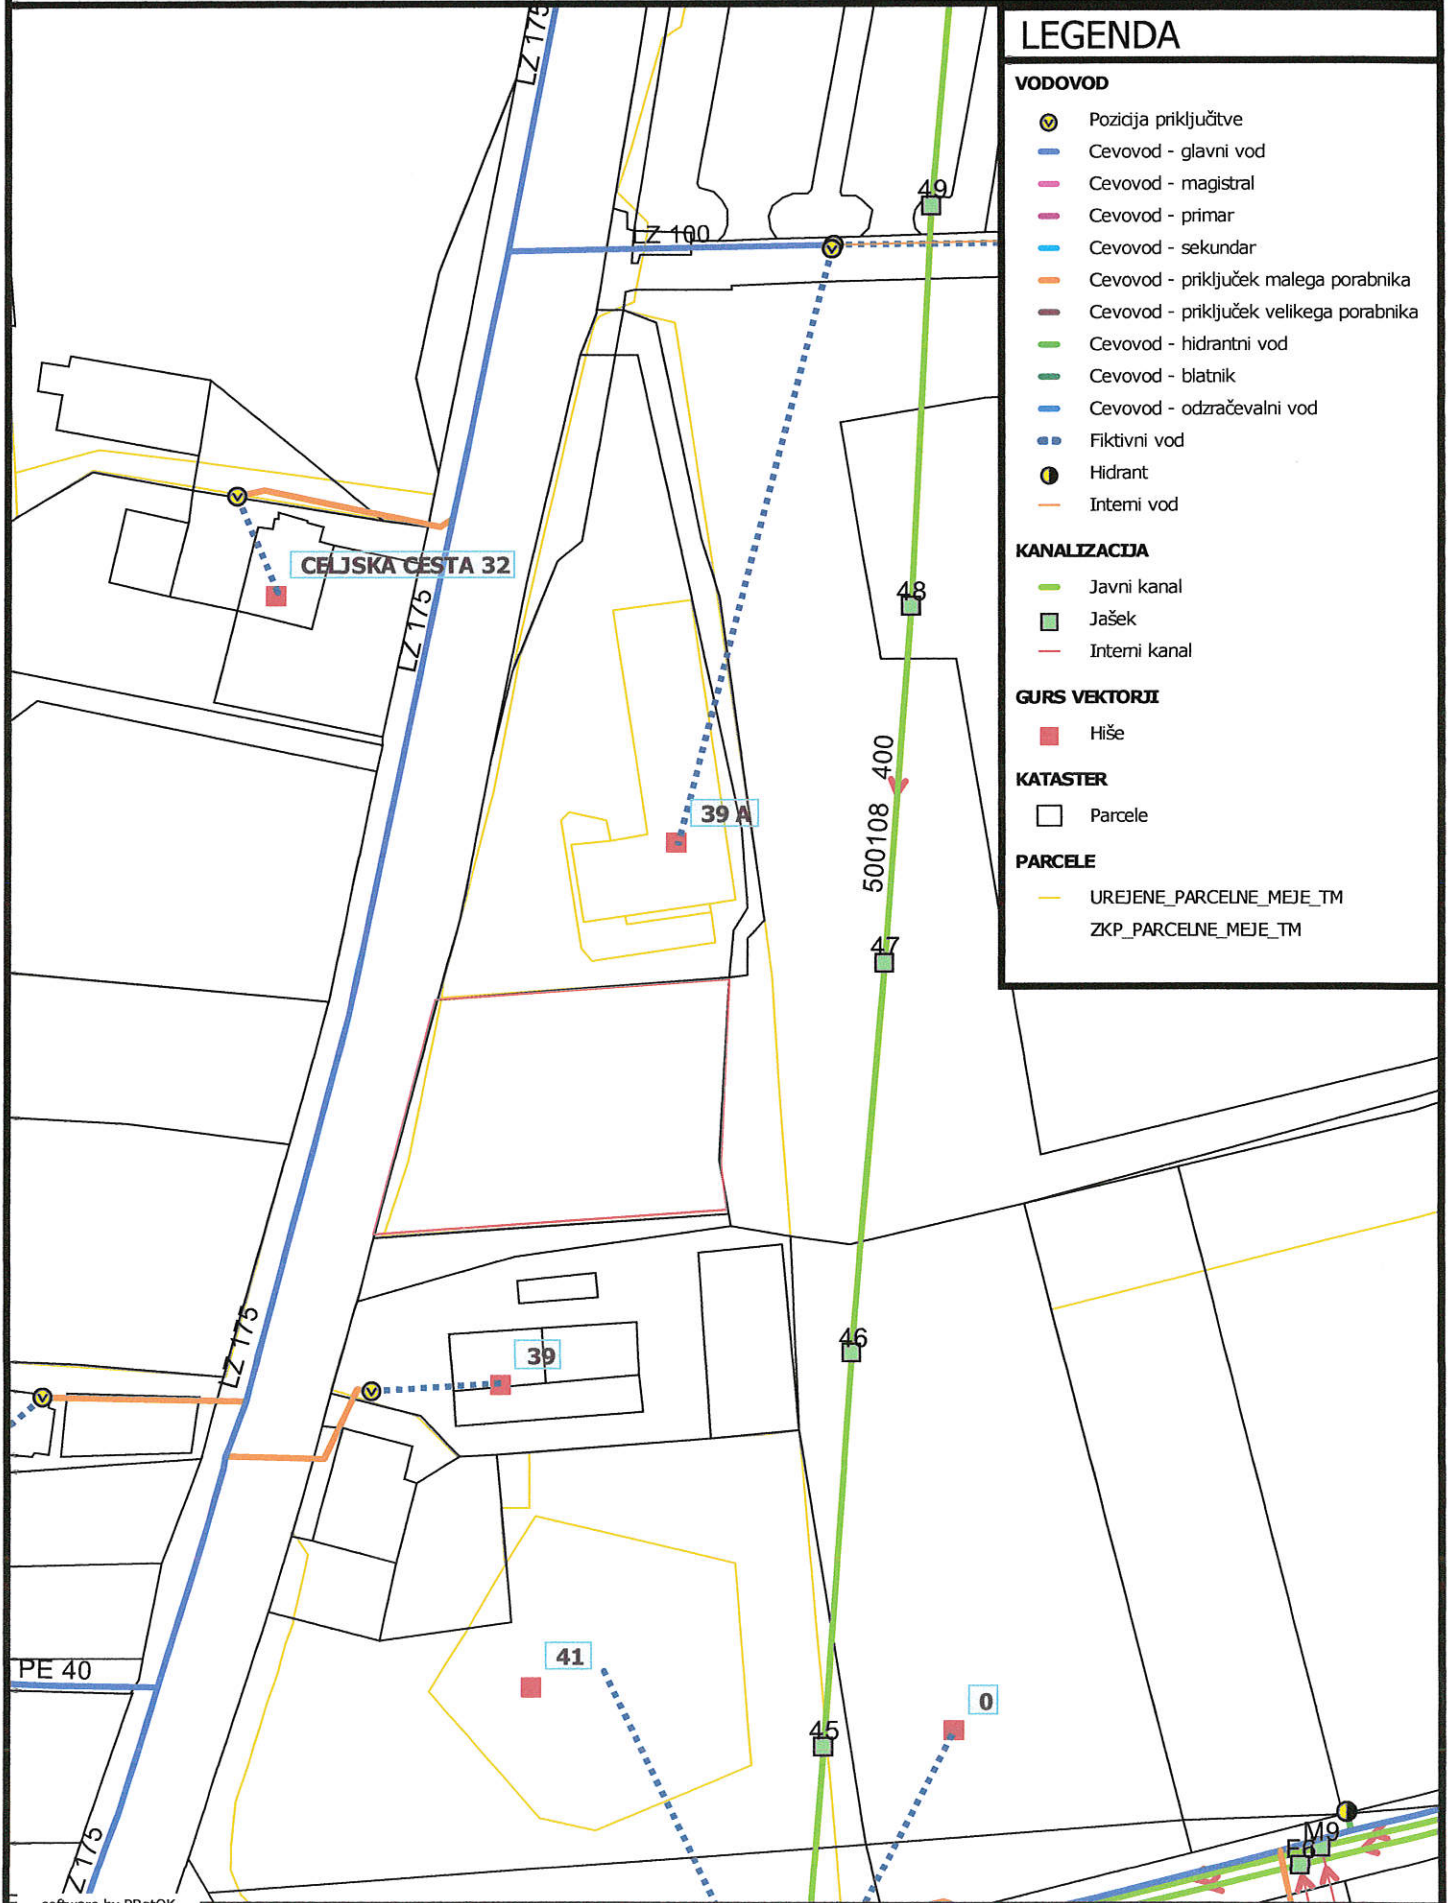 LEGENDA
VODOVOD
Pozicija priključitve
Cevovod - glavni vod
Cevovod - magistral
Cevovod - primar
Cevovod - sekundar
Cevovod - priključek malega porabnika
Cevovod - priključek velikega porabnika
Cevovod - hidrantni vod
Cevovod - blatnik
Cevovod - odzračevalni vod
Fiktivni vod
Hidrant
Interni vod
KANALIZACIJA
Javni kanal
Jašek
Interni kanal
GURS VEKTORJI
Hiše
KATASTER
Parcele
PARCELE
UREJENE_PARCELNE_MEJE_TM
ZKP_PARCELNE_MEJE_TM
LZ 175
49
LZ 100
CELJSKA CESTA 32
48
LZ 175
400
39 A
500108
47
LZ 175
46
39
41
PE 40
0
45
M9
Z 175